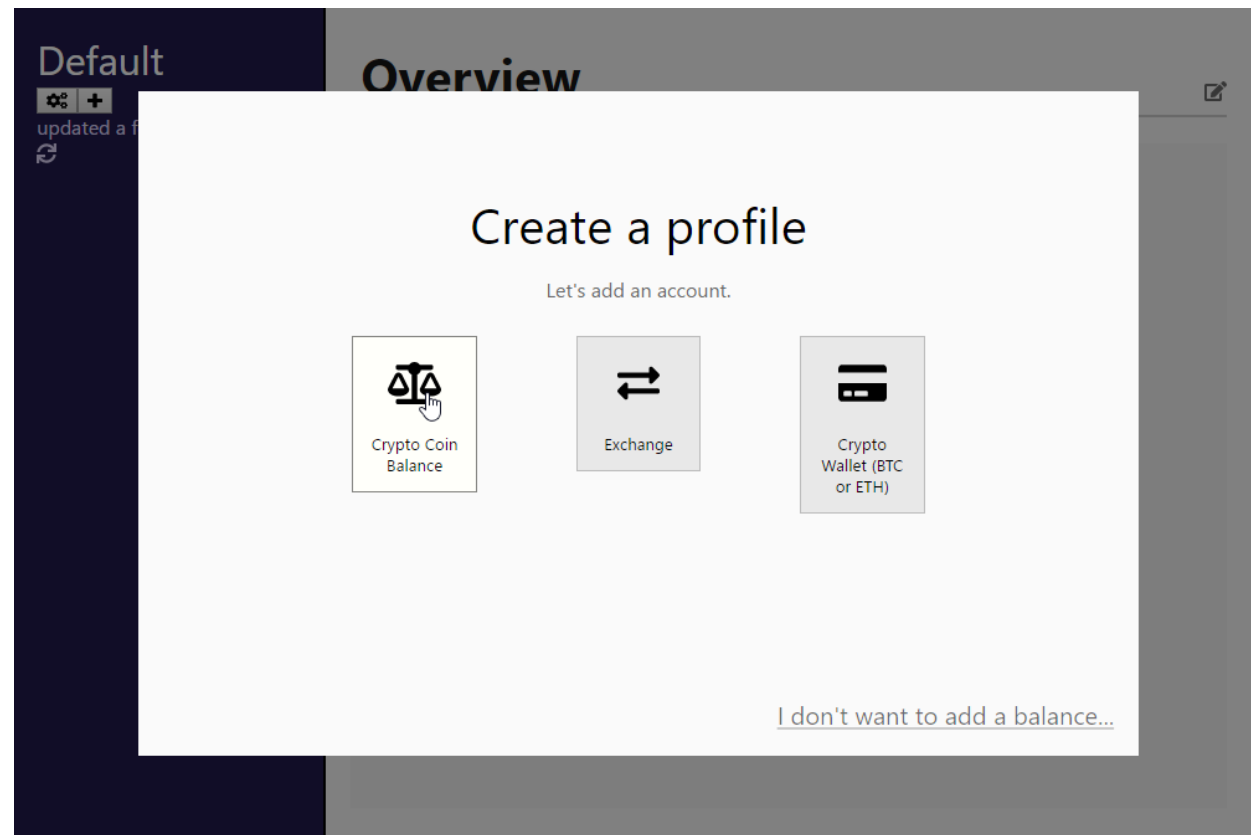 Default
Overview
updated a f
Create a profile
Let's add an account.
Crypto Coin
Balance
Exchange
Crypto
Wallet (BTC
or ETH)
I don't want to add a balance...